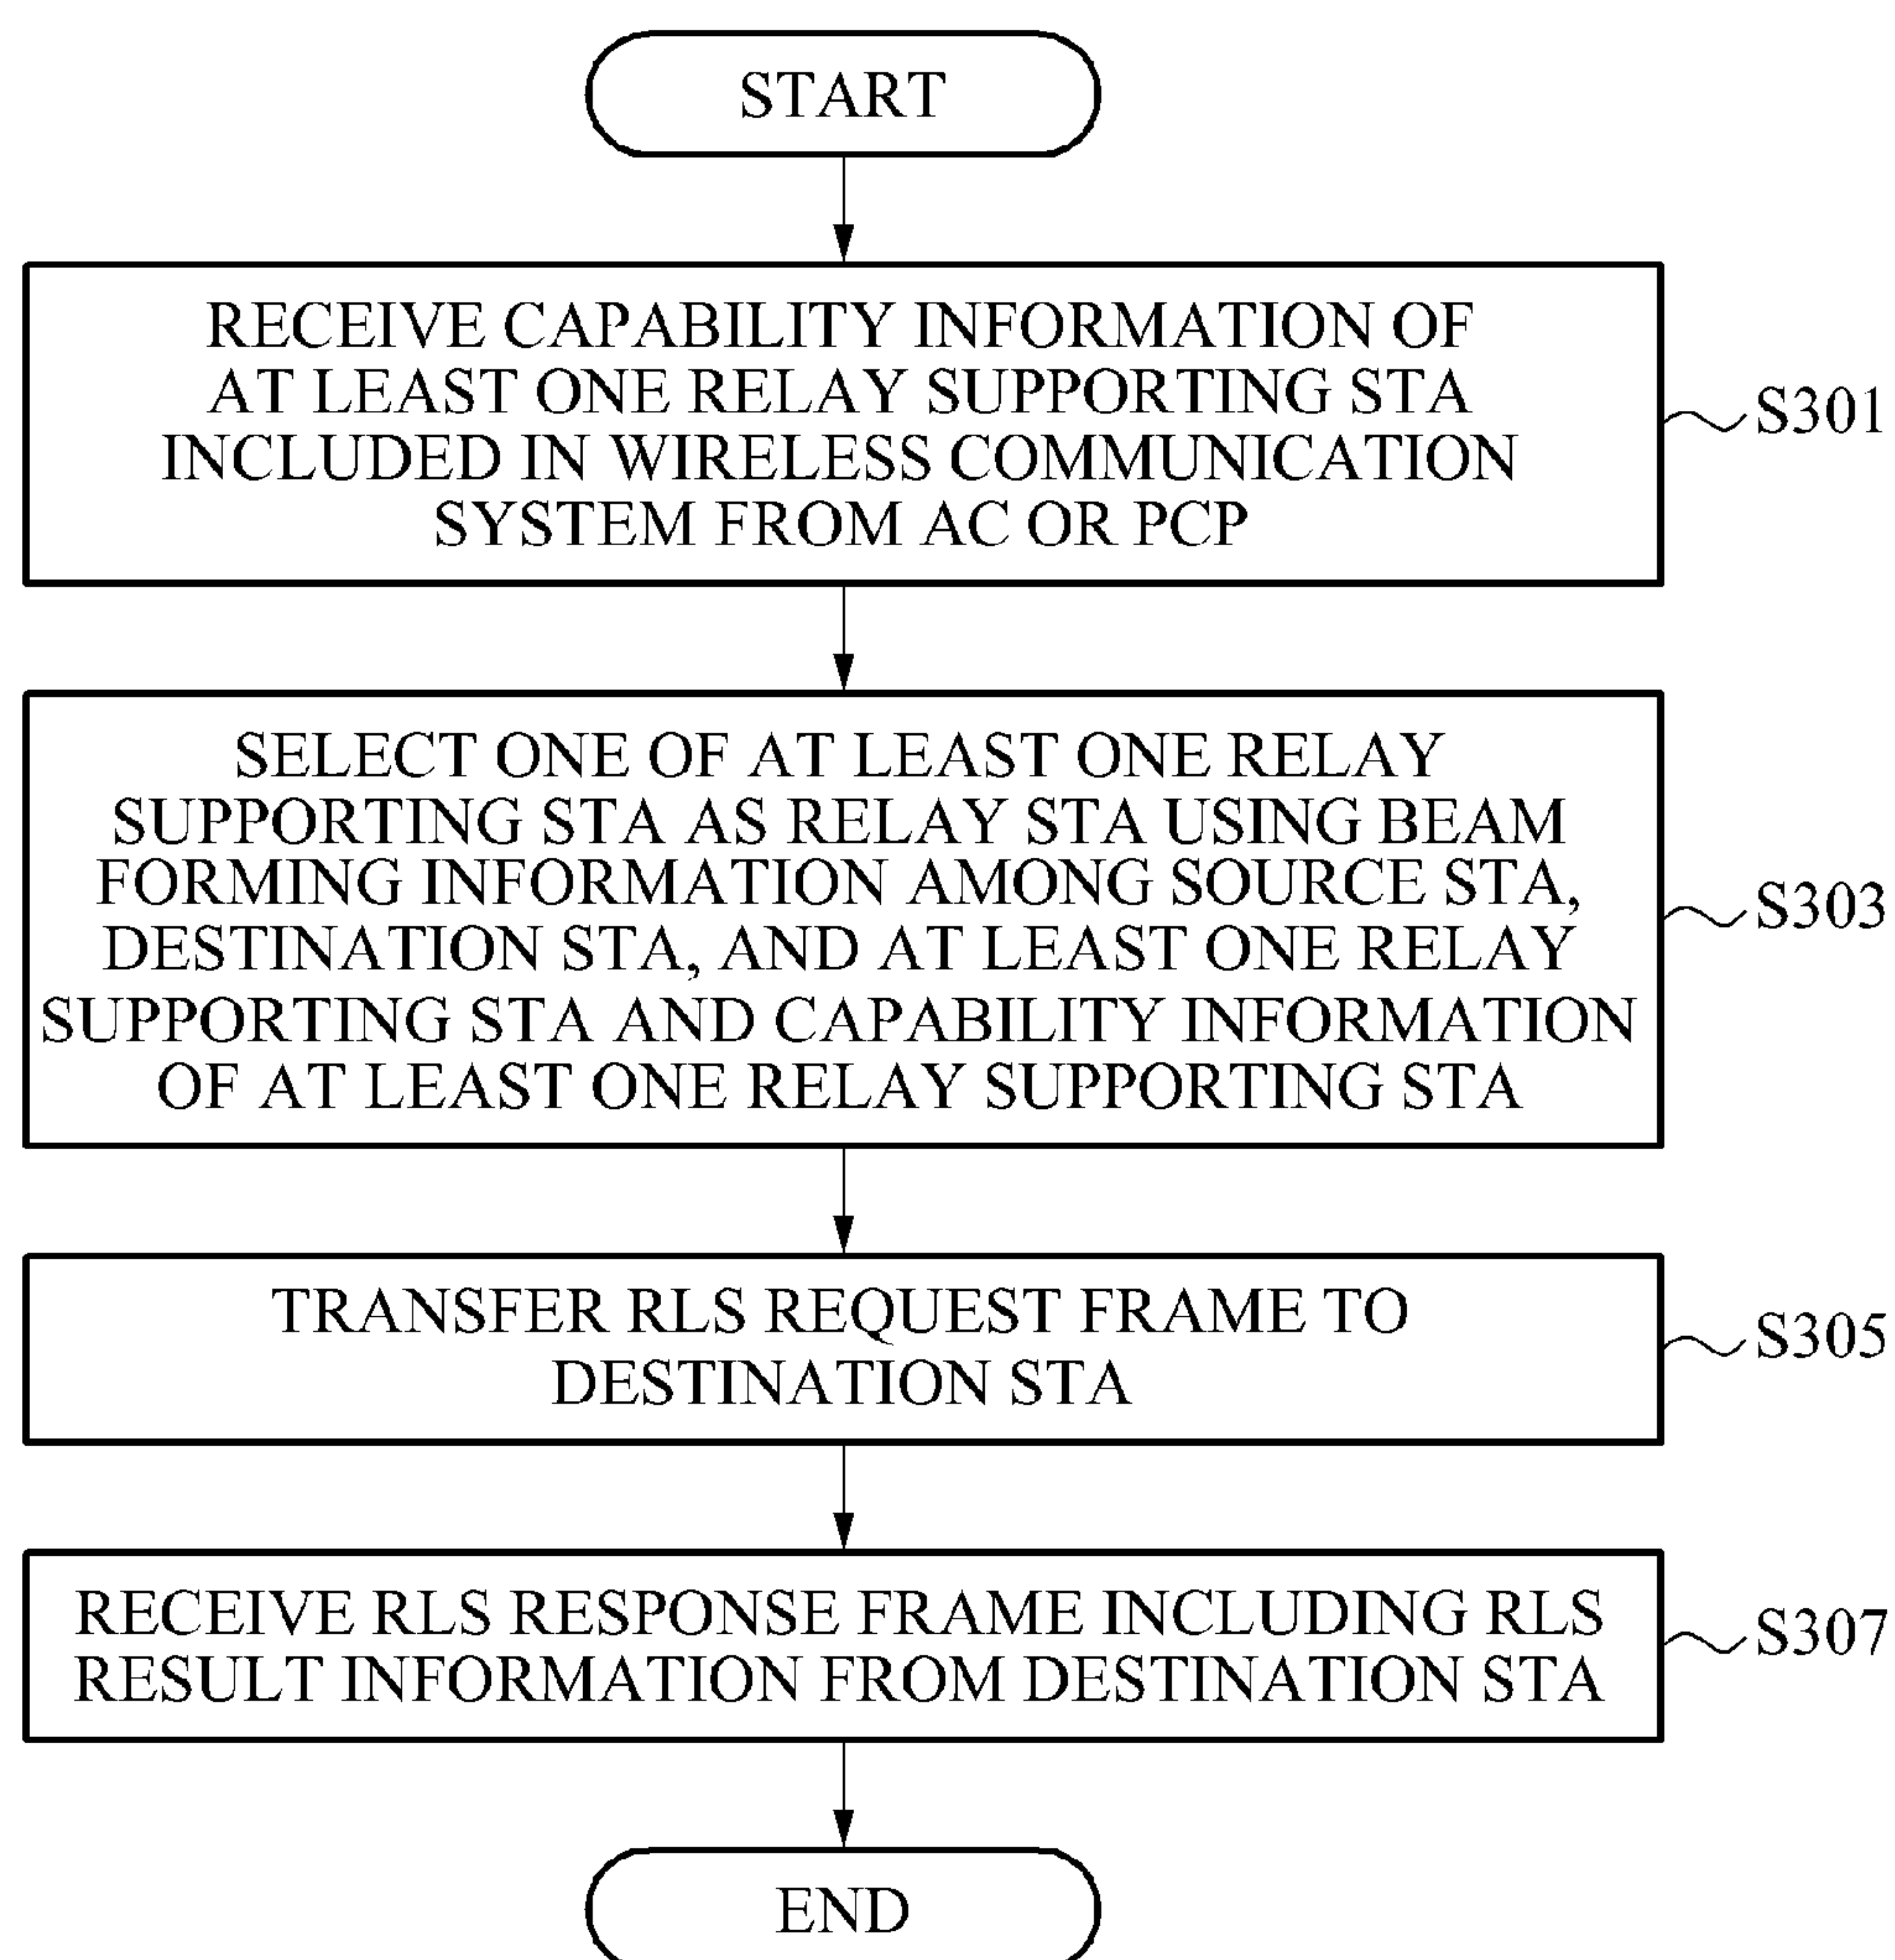 START
RECEIVE CAPABILITY INFORMATION OF
AT LEAST ONE RELAY SUPPORTING STA
INCLUDED IN WIRELESS COMMUNICATION
SYSTEM FROM AC OR PCP
S301
SELECT ONE OF AT LEAST ONE RELAY
SUPPORTING STA AS RELAY STA USING BEAM
FORMING INFORMATION AMONG SOURCE STA,
DESTINATION STA, AND AT LEAST ONE RELAY
SUPPORTING STA AND CAPABILITY INFORMATION
OF AT LEAST ONE RELAY SUPPORTING STA
S303
TRANSFER RLS REQUEST FRAME TO
DESTINATION STA
S305
RECEIVE RLS RESPONSE FRAME INCLUDING RLS
RESULT INFORMATION FROM DESTINATION STA
S307
END